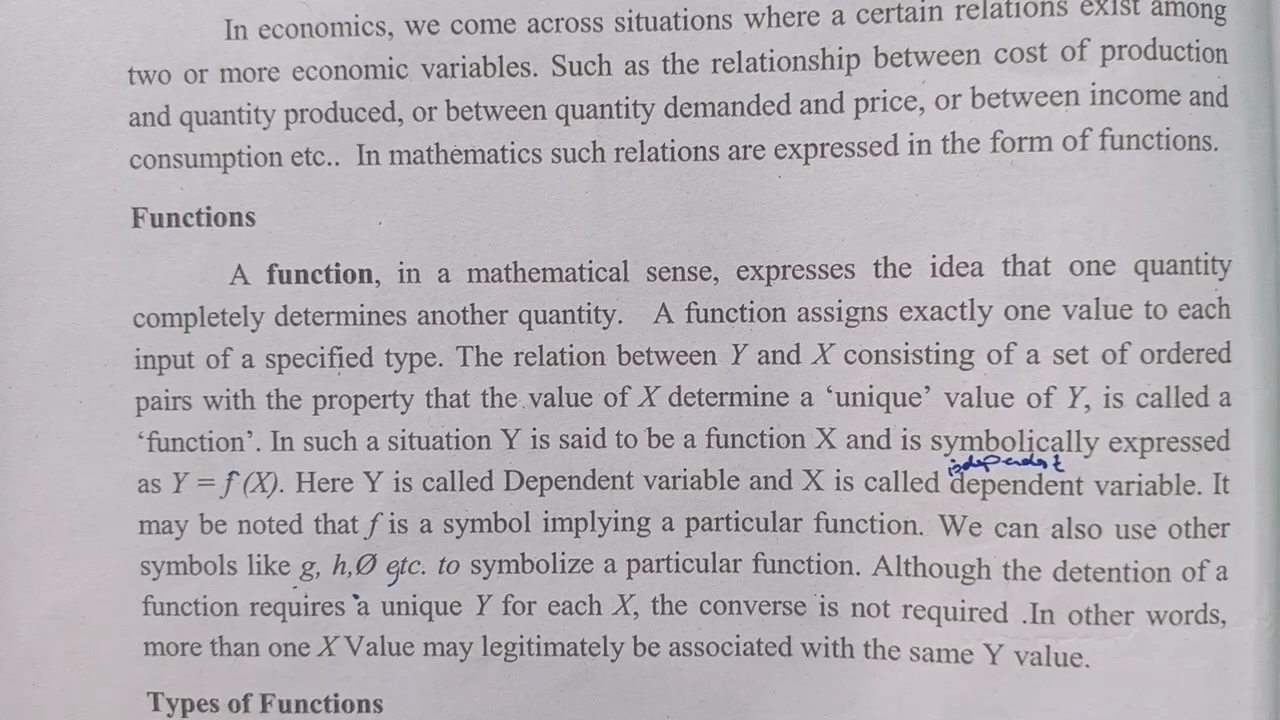 In economics, we come across situations where a certain relations exist among
two or more economic variables. Such as the relationship between cost of production
and quantity produced, or between quantity demanded and price, or between income and
consumption etc.. In mathematics such relations are expressed in the form of functions.
Functions
A function, in a mathematical sense, expresses the idea that one quantity
completely determines another quantity. A function assigns exactly one value to each
input of a specified type. The relation between Y and X consisting of a set of ordered
pairs with the property that the value of X determine a ‘unique’ value of Y, is called a
‘function’. In such a situation Y is said to be a function X and is symbolically expressed
independent
as Y = f (X). Here Y is called Dependent variable and X is called dependent variable. It
may be noted that f is a symbol implying a particular function. We can also use other
symbols like g, h,Ø etc. to symbolize a particular function. Although the detention of a
function requires a unique Y for each X, the converse is not required .In other words,
more than one X Value may legitimately be associated with the same Y value.
Types of Functions